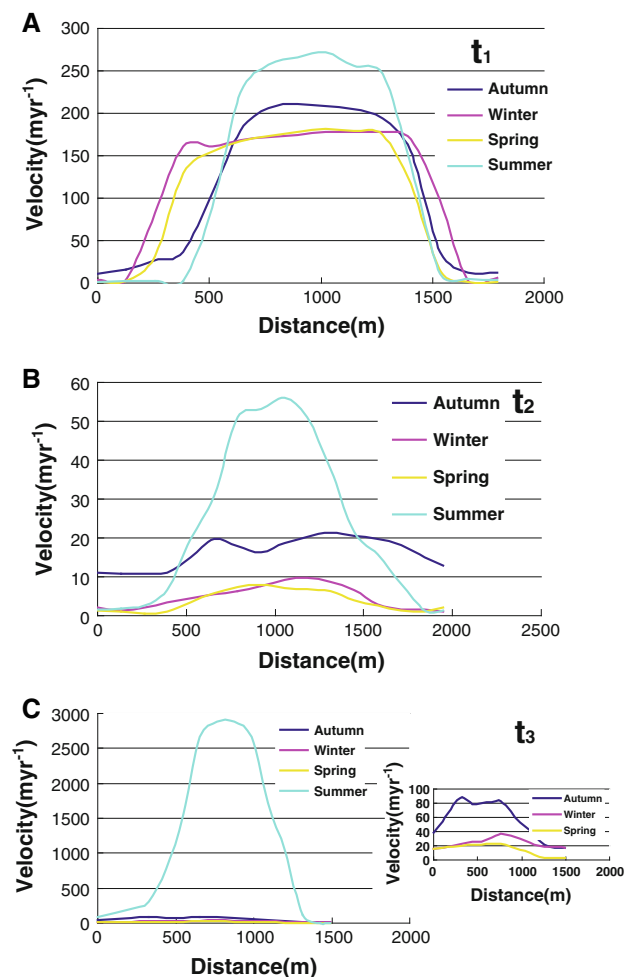 A
t1
Velocity(myr-1)
300
250
200
150
100
50
0
0 500 1000 1500 2000
Distance(m)
Autumn
Winter
Spring
Summer
B
t2
Velocity(myr-1)
60
50
40
30
20
10
0
0 500 1000 1500 2000 2500
Distance(m)
Autumn
Winter
Spring
Summer
C
t3
Velocity(myr-1)
3000
2500
2000
1500
1000
500
0
0 500 1000 1500 2000
Distance(m)
Autumn
Winter
Spring
Summer
Velocity(myr-1)
100
80
60
40
20
0
0 500 1000 1500 2000
Distance(m)
Autumn
Winter
Spring